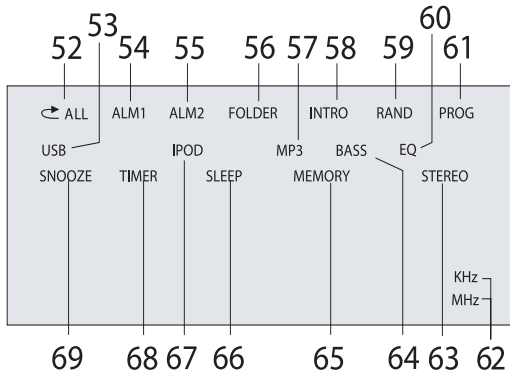 53 60
52 54 55 56 57 58 59 61
ALL ALM1 ALM2 FOLDER INTRO RAND PROG
USB IPOD MP3 BASS EQ
SNOOZE TIMER SLEEP MEMORY STEREO
KHz
MHz
69 68 67 66 65 64 63 62